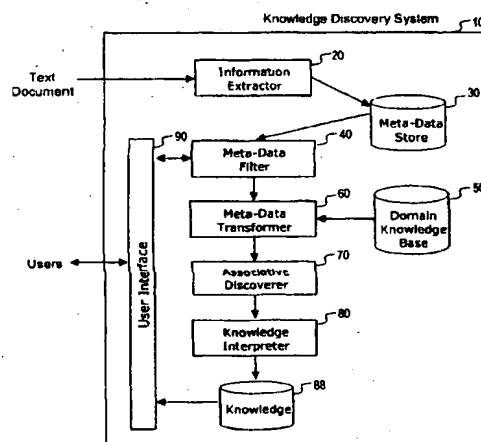 Knowledge Discovery System
10
20
Text
Document
Information
Extractor
30
Meta-Data
Store
90
40
Meta-Data
Filter
60
50
Meta-Data
Transformer
Domain
Knowledge
Base
70
Users
User Interface
Associative
Discoverer
80
Knowledge
Interpreter
88
Knowledge